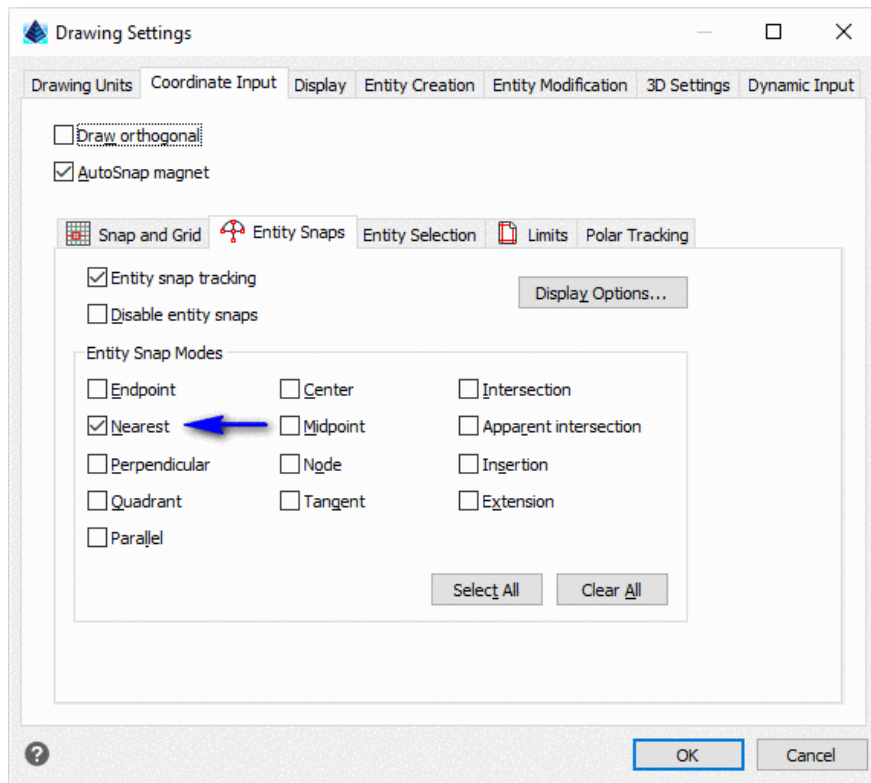 Drawing Settings
Drawing Units Coordinate Input Display Entity Creation Entity Modification 3D Settings Dynamic Input
Draw orthogonal
AutoSnap magnet
Snap and Grid Entity Snaps Entity Selection Limits Polar Tracking
Entity snap tracking
Display Options...
Disable entity snaps
Entity Snap Modes
Endpoint Center Intersection
Nearest Midpoint Apparent intersection
Perpendicular Node Insertion
Quadrant Tangent Extension
Parallel
Select All Clear All
? OK Cancel